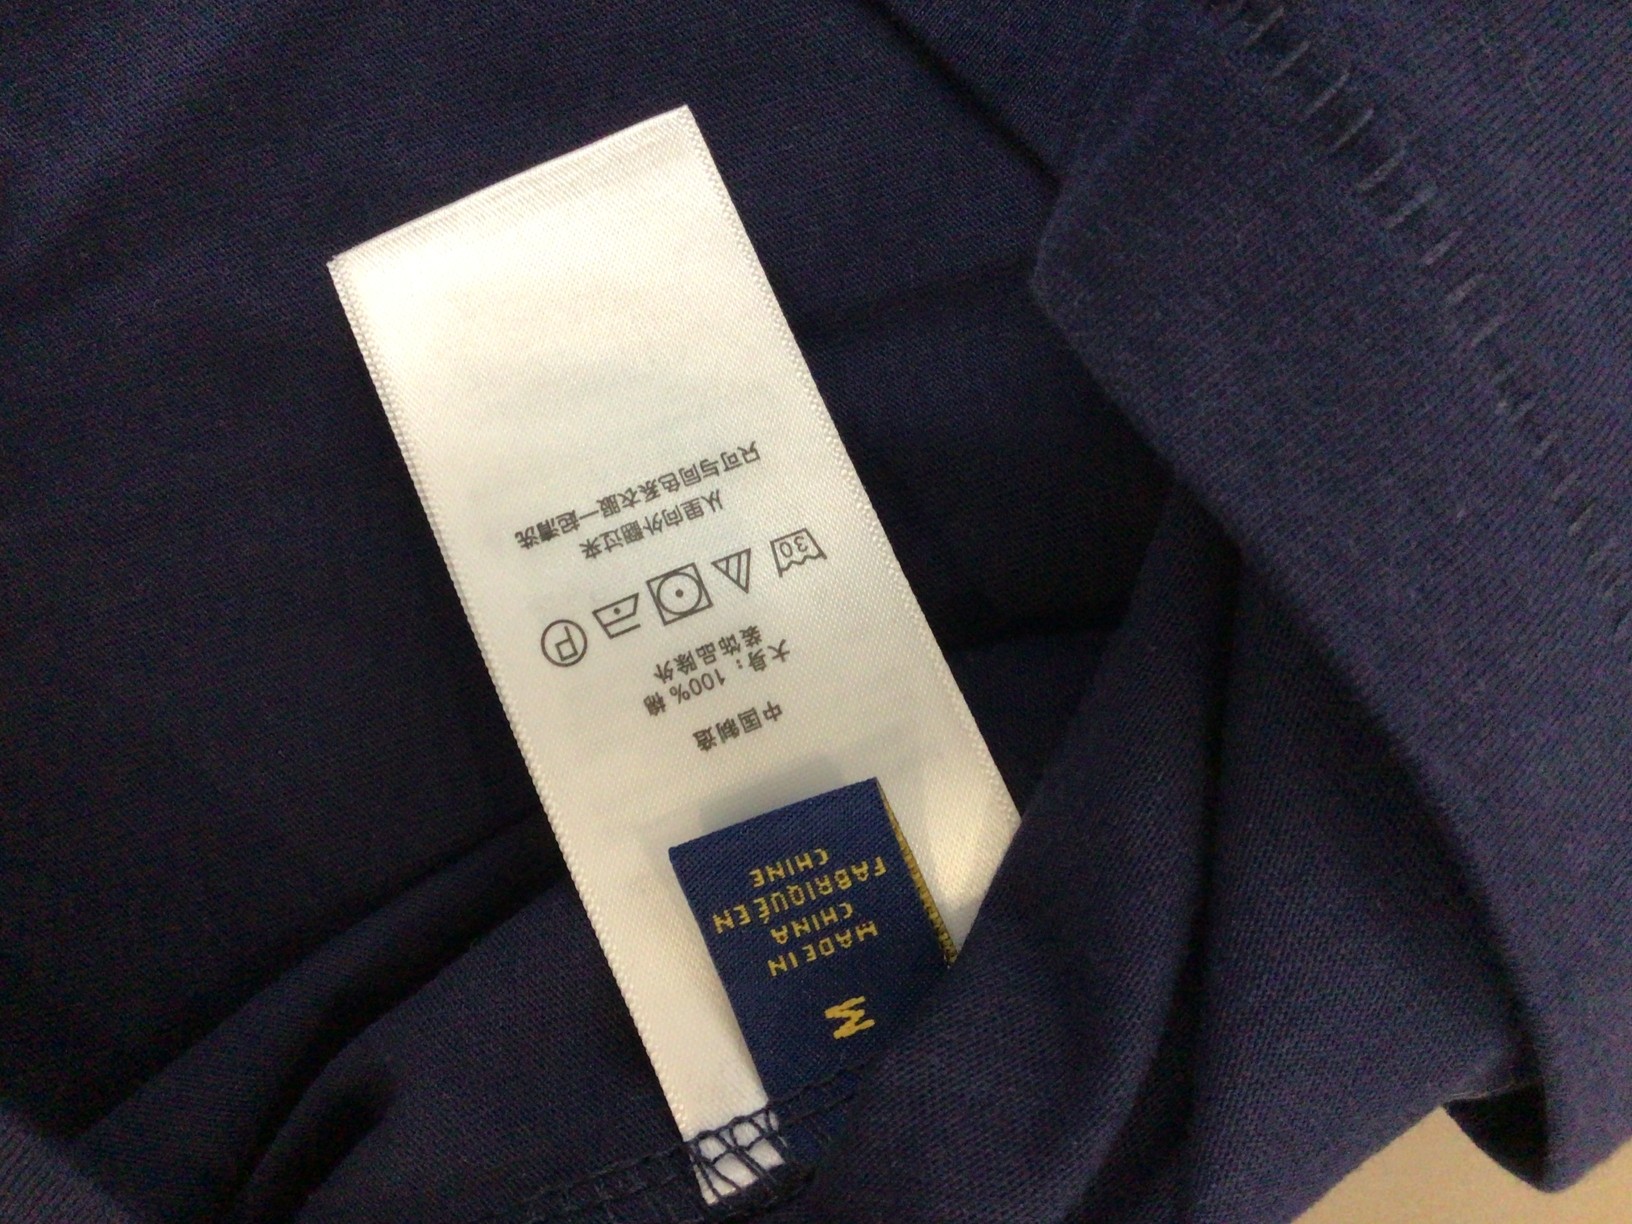 M
MADE IN
CHINA
FABRIQUÉ EN
CHINE
中国制造
大身：100% 棉
装饰品除外
30
P
从里向外翻过来
只可与同色系衣服一起清洗